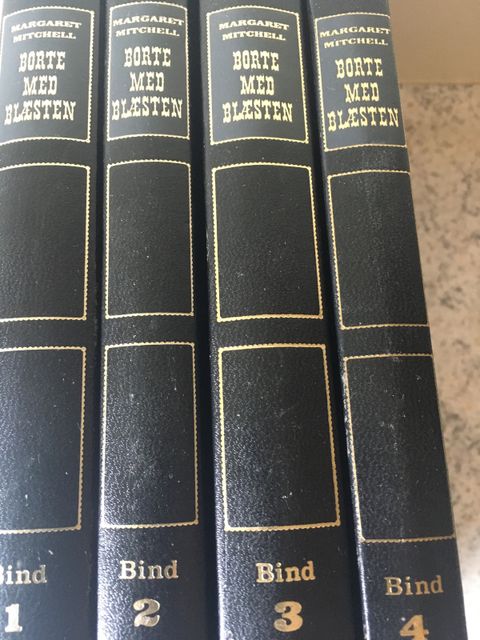 MARGARET
MITCHELL
BORTE
MED
BLÆSTEN
Bind
1
MARGARET
MITCHELL
BORTE
MED
BLÆSTEN
Bind
2
MARGARET
MITCHELL
BORTE
MED
BLÆSTEN
Bind
3
MARGARET
MITCHELL
BORTE
MED
BLÆSTEN
Bind
4